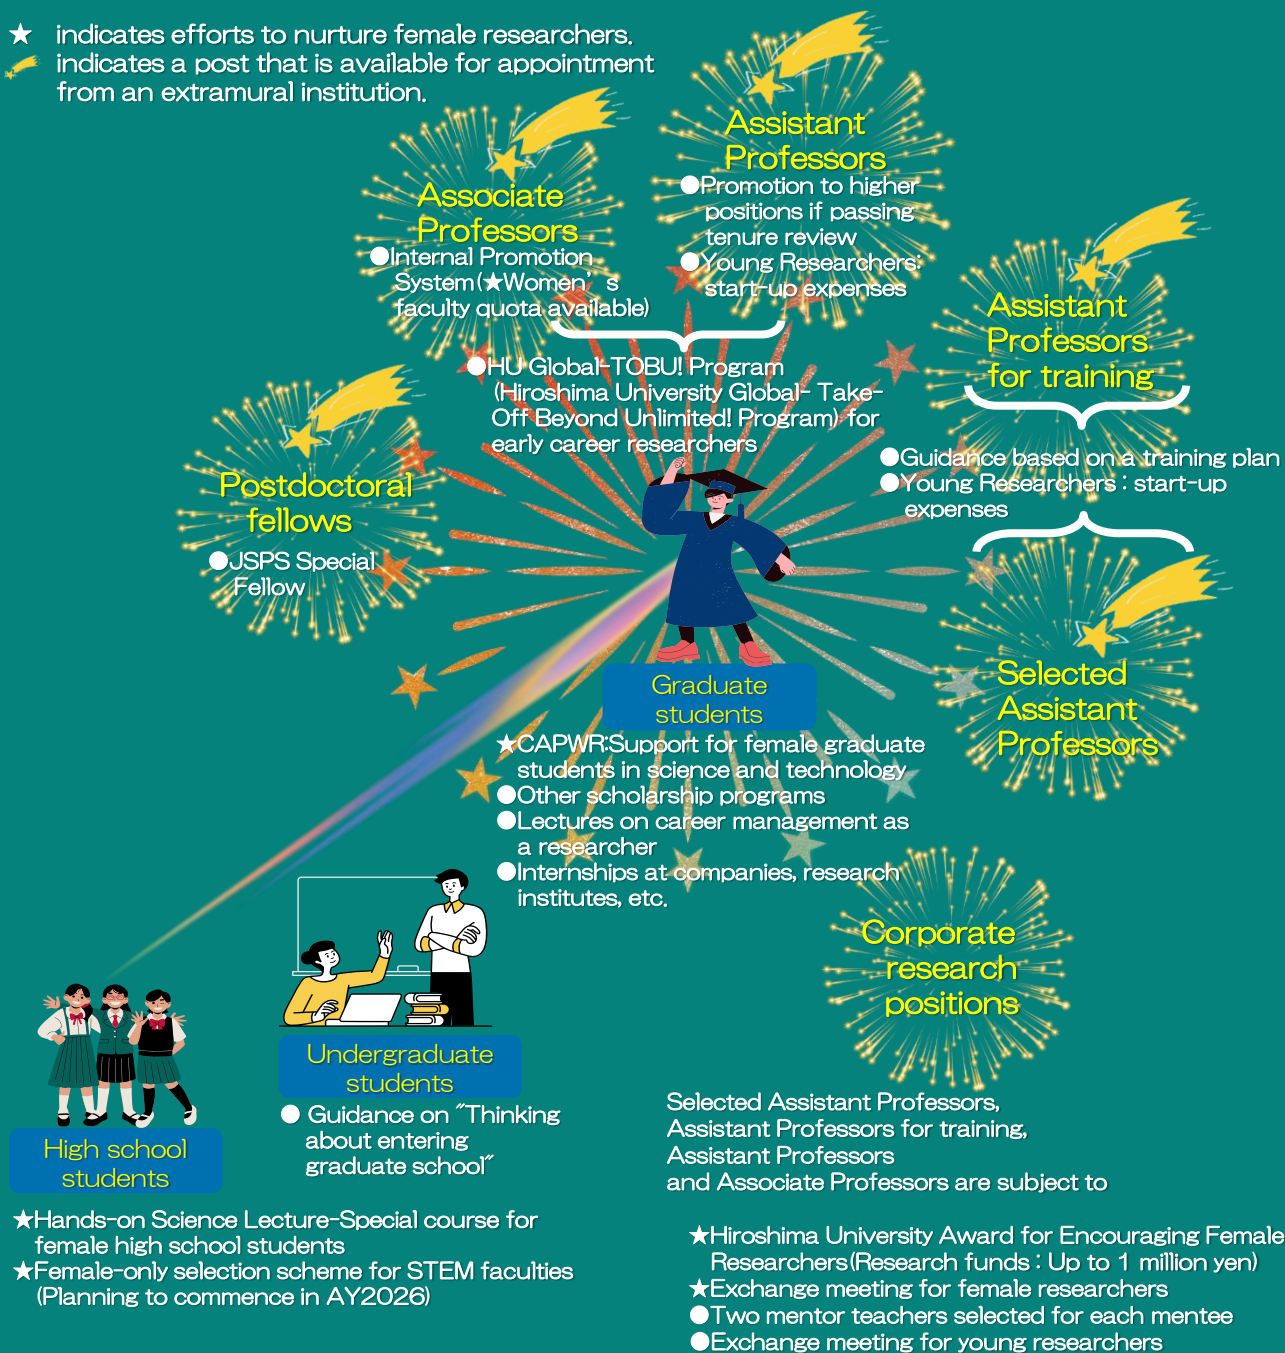 ★ indicates efforts to nurture female researchers.
indicates a post that is available for appointment
from an extramural institution.
Assistant
Professors
●Promotion to higher
positions if passing
tenure review
●Young Researchers:
start-up expenses
Associate
Professors
●Internal Promotion
System(★Women's
faculty quota available)
●HU Global-TOBU! Program
(Hiroshima University Global- Take-
Off Beyond Unlimited! Program) for
early career researchers
Assistant
Professors
for training
●Guidance based on a training plan
●Young Researchers : start-up
expenses
Selected
Assistant
Professors
Postdoctoral
fellows
●JSPS Special
Fellow
Graduate
students
★CAPWR:Support for female graduate
students in science and technology
●Other scholarship programs
●Lectures on career management as
a researcher
●Internships at companies, research
institutes, etc.
Corporate
research
positions
Undergraduate
students
● Guidance on "Thinking
about entering
graduate school"
High school
students
★Hands-on Science Lecture-Special course for
female high school students
★Female-only selection scheme for STEM faculties
(Planning to commence in AY2026)
Selected Assistant Professors,
Assistant Professors for training,
Assistant Professors
and Associate Professors are subject to
★Hiroshima University Award for Encouraging Female
Researchers(Research funds : Up to 1 million yen)
★Exchange meeting for female researchers
●Two mentor teachers selected for each mentee
●Exchange meeting for young researchers